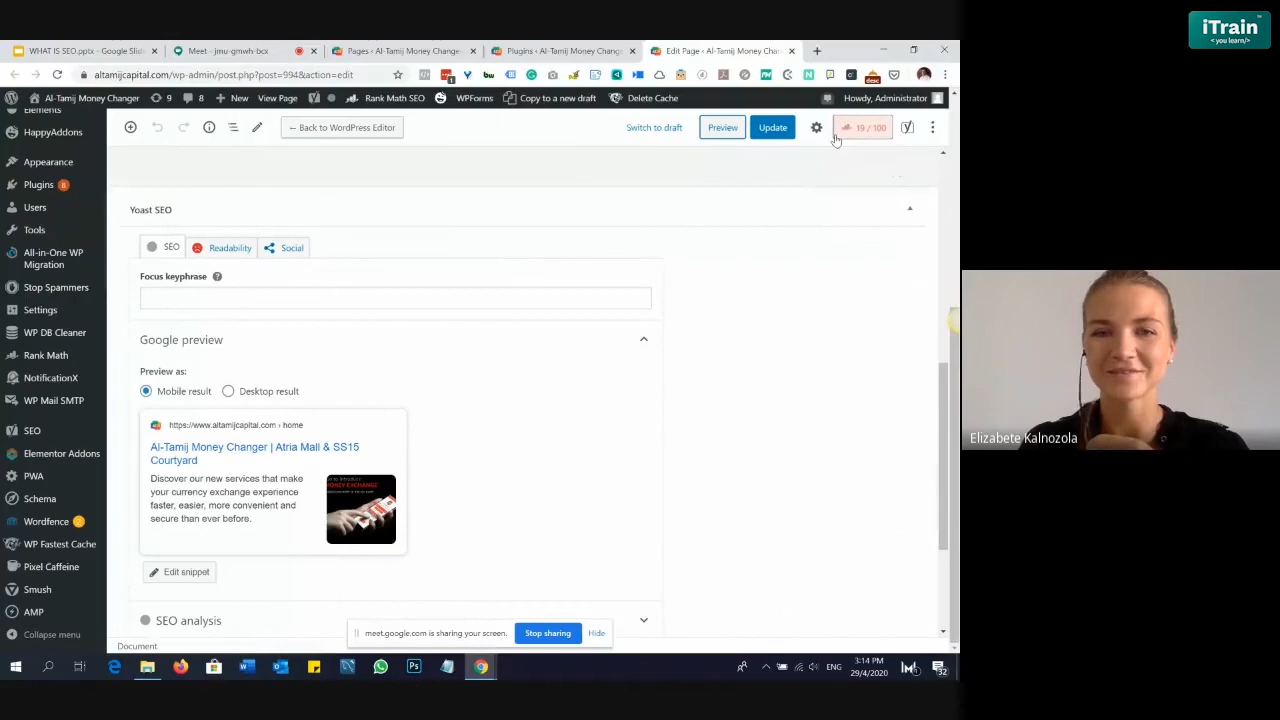 iTrain
< you learn/>
WHAT IS SEO.pptx - Google Slide
Meet - jmu-gmwh-bcx
Pages ‹ Al-Tamij Money Changer
Plugins ‹ Al-Tamij Money Chang
Edit Page ‹ Al-Tamij Money Chan
altamijcapital.com/wp-admin/post.php?post=994&action=edit
Al-Tamij Money Changer 9 8 + New View Page Rank Math SEO WPForms Copy to a new draft Delete Cache Howdy, Administrator
Elements
HappyAddons
Appearance
Plugins 8
Users
Tools
All-in-One WP
Migration
Stop Spammers
Settings
WP DB Cleaner
Rank Math
NotificationX
WP Mail SMTP
SEO
Elementor Addons
PWA
Schema
Wordfence 2
WP Fastest Cache
Pixel Caffeine
Smush
AMP
Collapse menu
← Back to WordPress Editor
Switch to draft
Preview
Update
19 / 100
Yoast SEO
SEO
Readability
Social
Focus keyphrase
Google preview
Preview as:
Mobile result
Desktop result
https://www.altamijcapital.com › home
Al-Tamij Money Changer | Atria Mall & SS15
Courtyard
Discover our new services that make
your currency exchange experience
faster, easier, more convenient and
secure than ever before.
MONEY EXCHANGE
Edit snippet
SEO analysis
meet.google.com is sharing your screen.
Stop sharing
Hide
Document
ENG
3:14 PM
29/4/2020
32
Elizabete Kalnozola